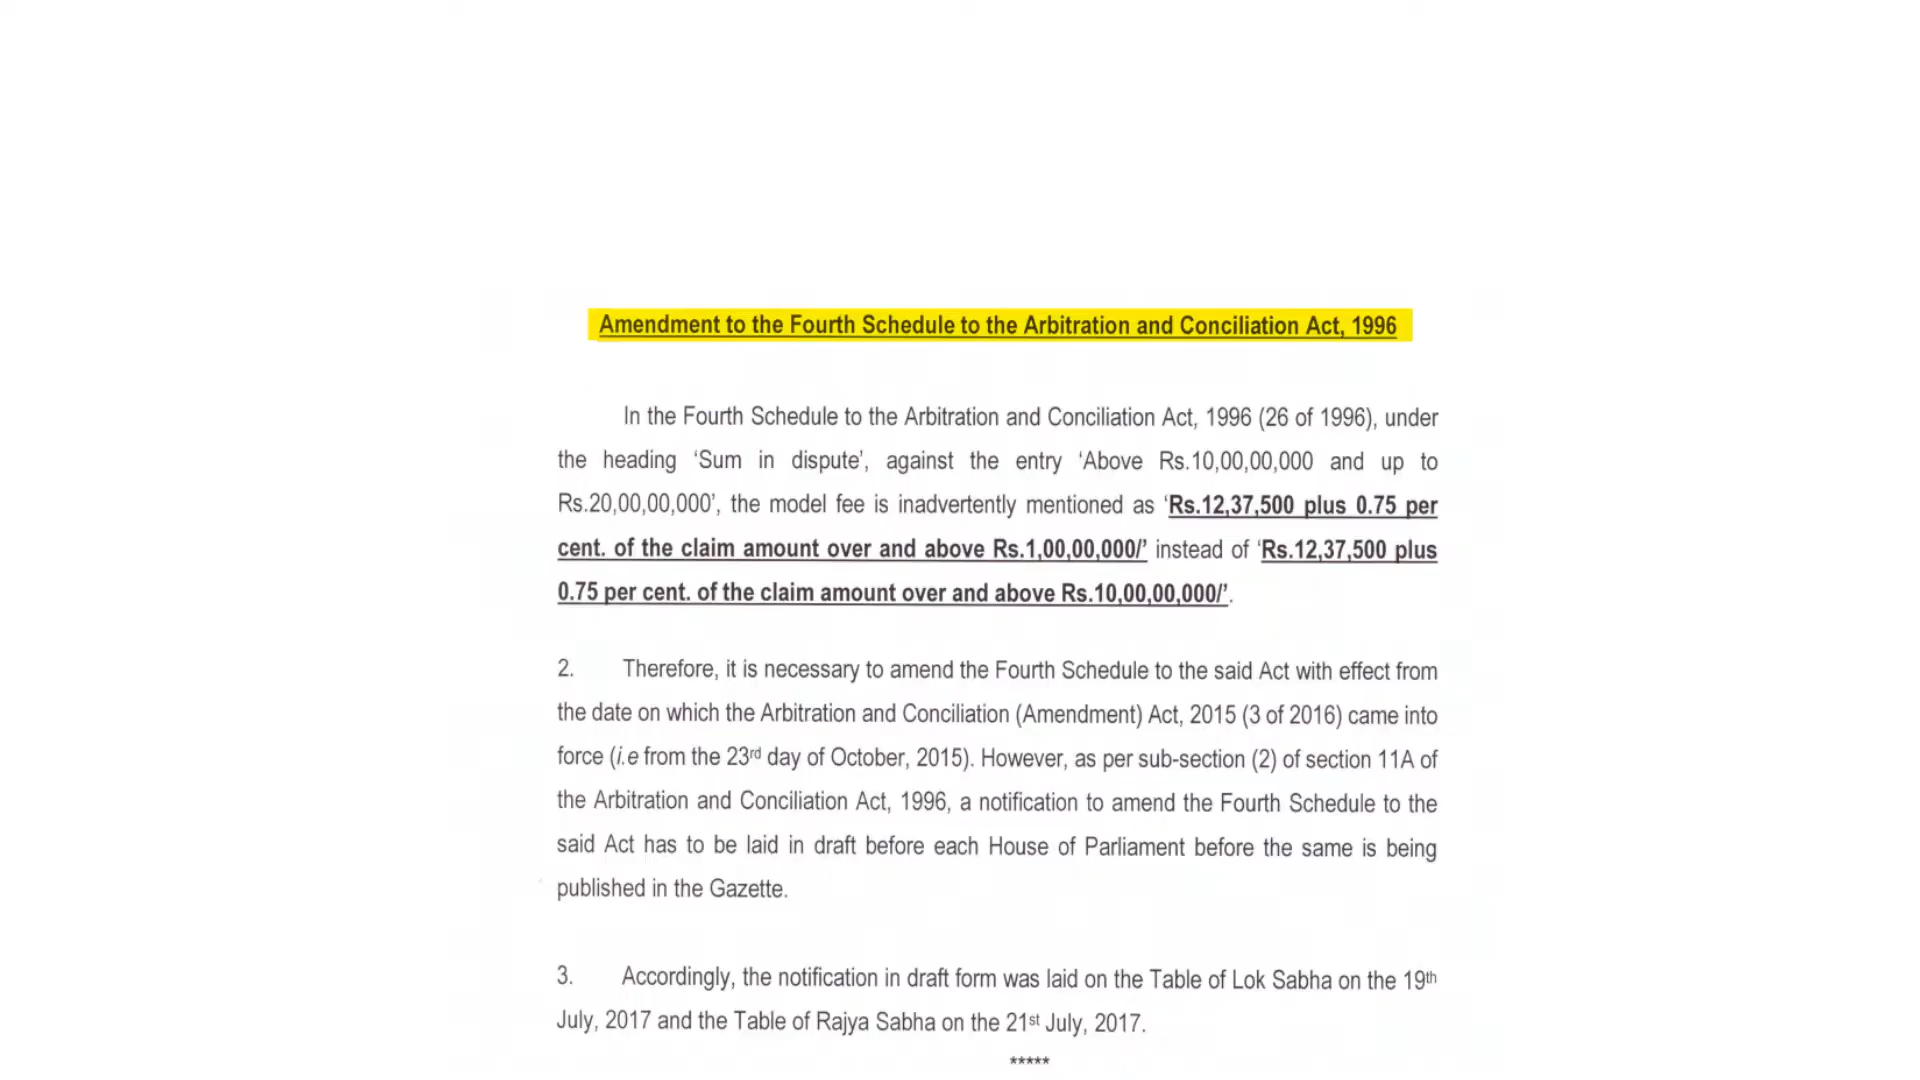 Amendment to the Fourth Schedule to the Arbitration and Conciliation Act, 1996
In the Fourth Schedule to the Arbitration and Conciliation Act, 1996 (26 of 1996), under
the heading ‘Sum in dispute’, against the entry ‘Above Rs.10,00,00,000 and up to
Rs.20,00,00,000’, the model fee is inadvertently mentioned as ‘Rs.12,37,500 plus 0.75 per
cent. of the claim amount over and above Rs.1,00,00,000/’ instead of ‘Rs.12,37,500 plus
0.75 per cent. of the claim amount over and above Rs.10,00,00,000/’.
2. Therefore, it is necessary to amend the Fourth Schedule to the said Act with effect from
the date on which the Arbitration and Conciliation (Amendment) Act, 2015 (3 of 2016) came into
force (i.e from the 23rd day of October, 2015). However, as per sub-section (2) of section 11A of
the Arbitration and Conciliation Act, 1996, a notification to amend the Fourth Schedule to the
said Act has to be laid in draft before each House of Parliament before the same is being
published in the Gazette.
3. Accordingly, the notification in draft form was laid on the Table of Lok Sabha on the 19th
July, 2017 and the Table of Rajya Sabha on the 21st July, 2017.
*****